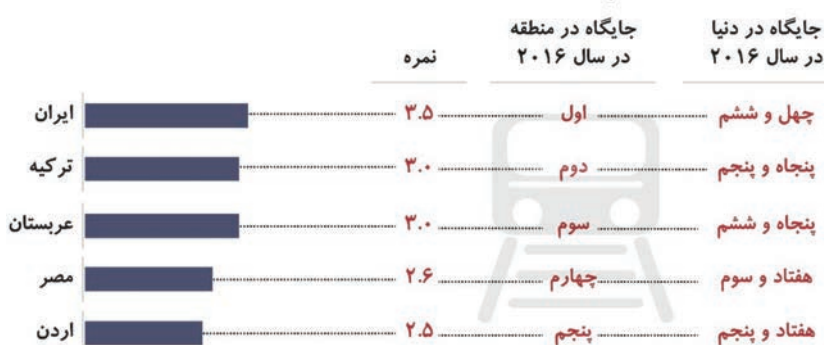 جایگاه در دنیا در سال ۲۰۱۶ جایگاه در منطقه در سال ۲۰۱۶ نمره
چهل و ششم اول ۳.۵ ایران
پنجاه و پنجم دوم ۳.۰ ترکیه
پنجاه و ششم سوم ۳.۰ عربستان
هفتاد و سوم چهارم ۲.۶ مصر
هفتاد و پنجم پنجم ۲.۵ اردن